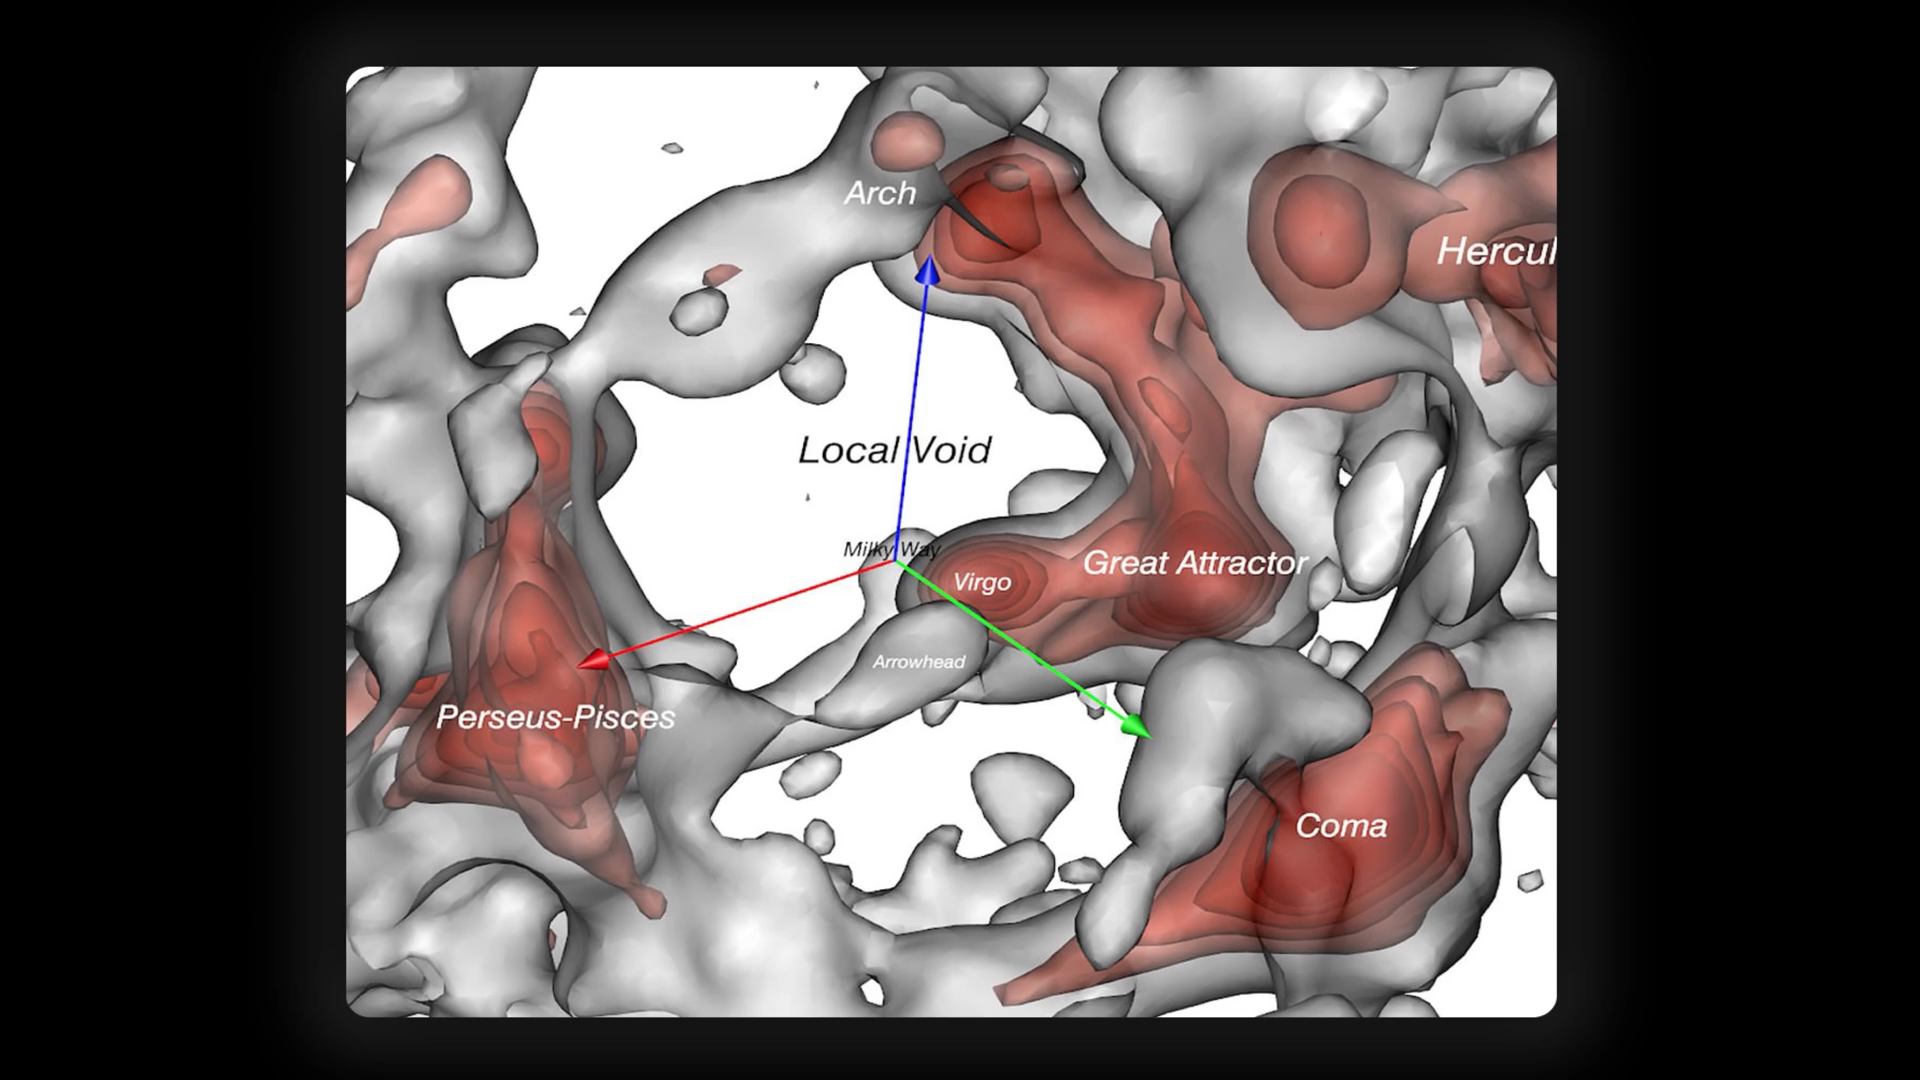 Arch
Hercul
Local Void
Milky Way
Virgo
Great Attractor
Arrowhead
Perseus-Pisces
Coma